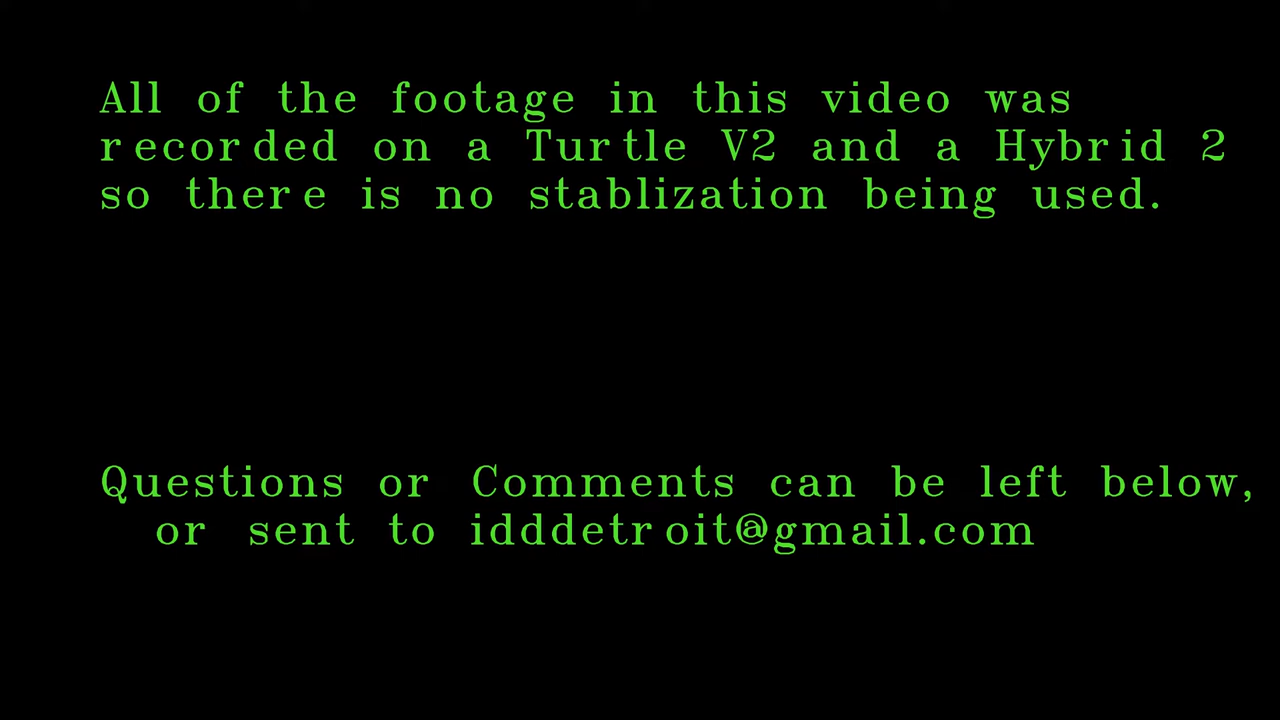 All of the footage in this video was
recorded on a Turtle V2 and a Hybrid 2
so there is no stablization being used.
Questions or Comments can be left below,
or sent to idddetroit@gmail.com